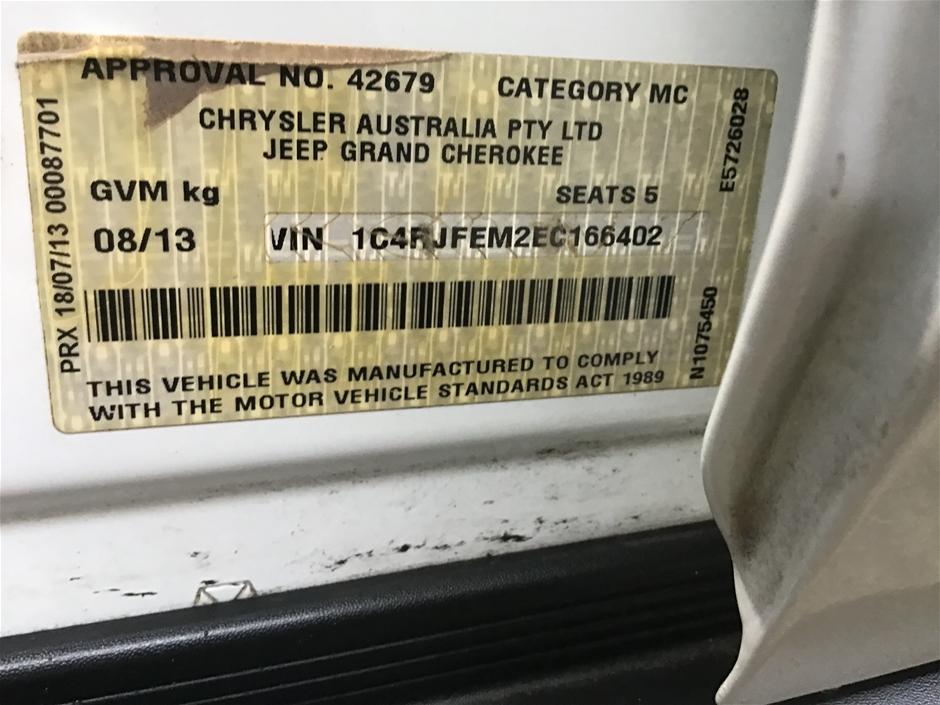 APPROVAL NO. 42679 CATEGORY MC
CHRYSLER AUSTRALIA PTY LTD
JEEP GRAND CHEROKEE
GVM kg SEATS 5
08/13 VIN 1C4RJFEM2EC166402
THIS VEHICLE WAS MANUFACTURED TO COMPLY
WITH THE MOTOR VEHICLE STANDARDS ACT 1989
PRX 18/07/13 00087701
E5726028
N1075450